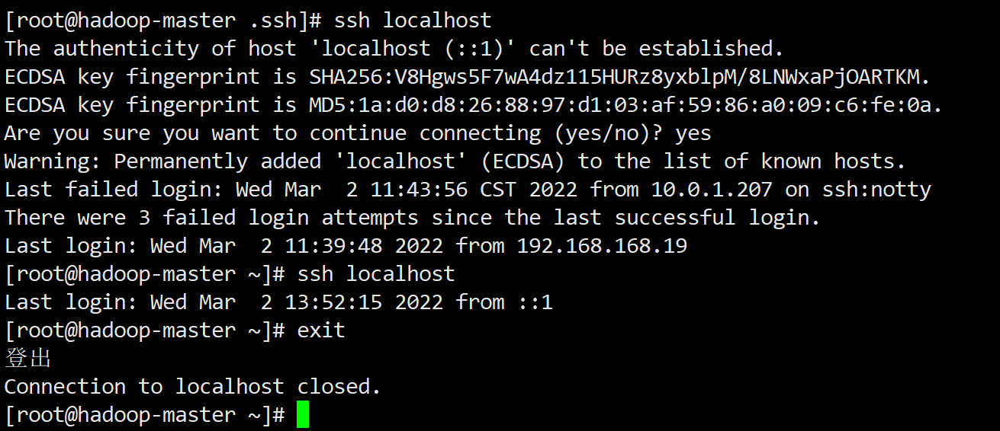 [root@hadoop-master .ssh]# ssh localhost
The authenticity of host 'localhost (::1)' can't be established.
ECDSA key fingerprint is SHA256:V8Hgws5F7wA4dz115HURz8yxblpM/8LNWxaPjOARTKM.
ECDSA key fingerprint is MD5:1a:d0:d8:26:88:97:d1:03:af:59:86:a0:09:c6:fe:0a.
Are you sure you want to continue connecting (yes/no)? yes
Warning: Permanently added 'localhost' (ECDSA) to the list of known hosts.
Last failed login: Wed Mar  2 11:43:56 CST 2022 from 10.0.1.207 on ssh:notty
There were 3 failed login attempts since the last successful login.
Last login: Wed Mar  2 11:39:48 2022 from 192.168.168.19
[root@hadoop-master ~]# ssh localhost
Last login: Wed Mar  2 13:52:15 2022 from ::1
[root@hadoop-master ~]# exit
登出
Connection to localhost closed.
[root@hadoop-master ~]#